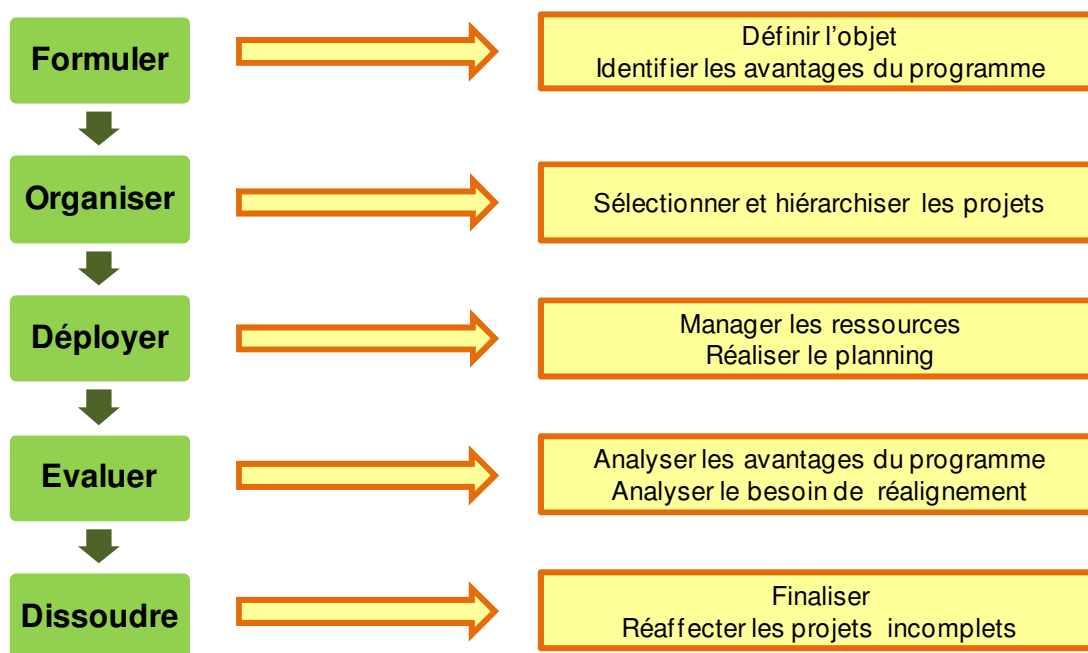 Formuler
Définir l'objet
Identifier les avantages du programme
Organiser
Sélectionner et hiérarchiser les projets
Déployer
Manager les ressources
Réaliser le planning
Evaluer
Analyser les avantages du programme
Analyser le besoin de réalignement
Dissoudre
Finaliser
Réaffecter les projets incomplets